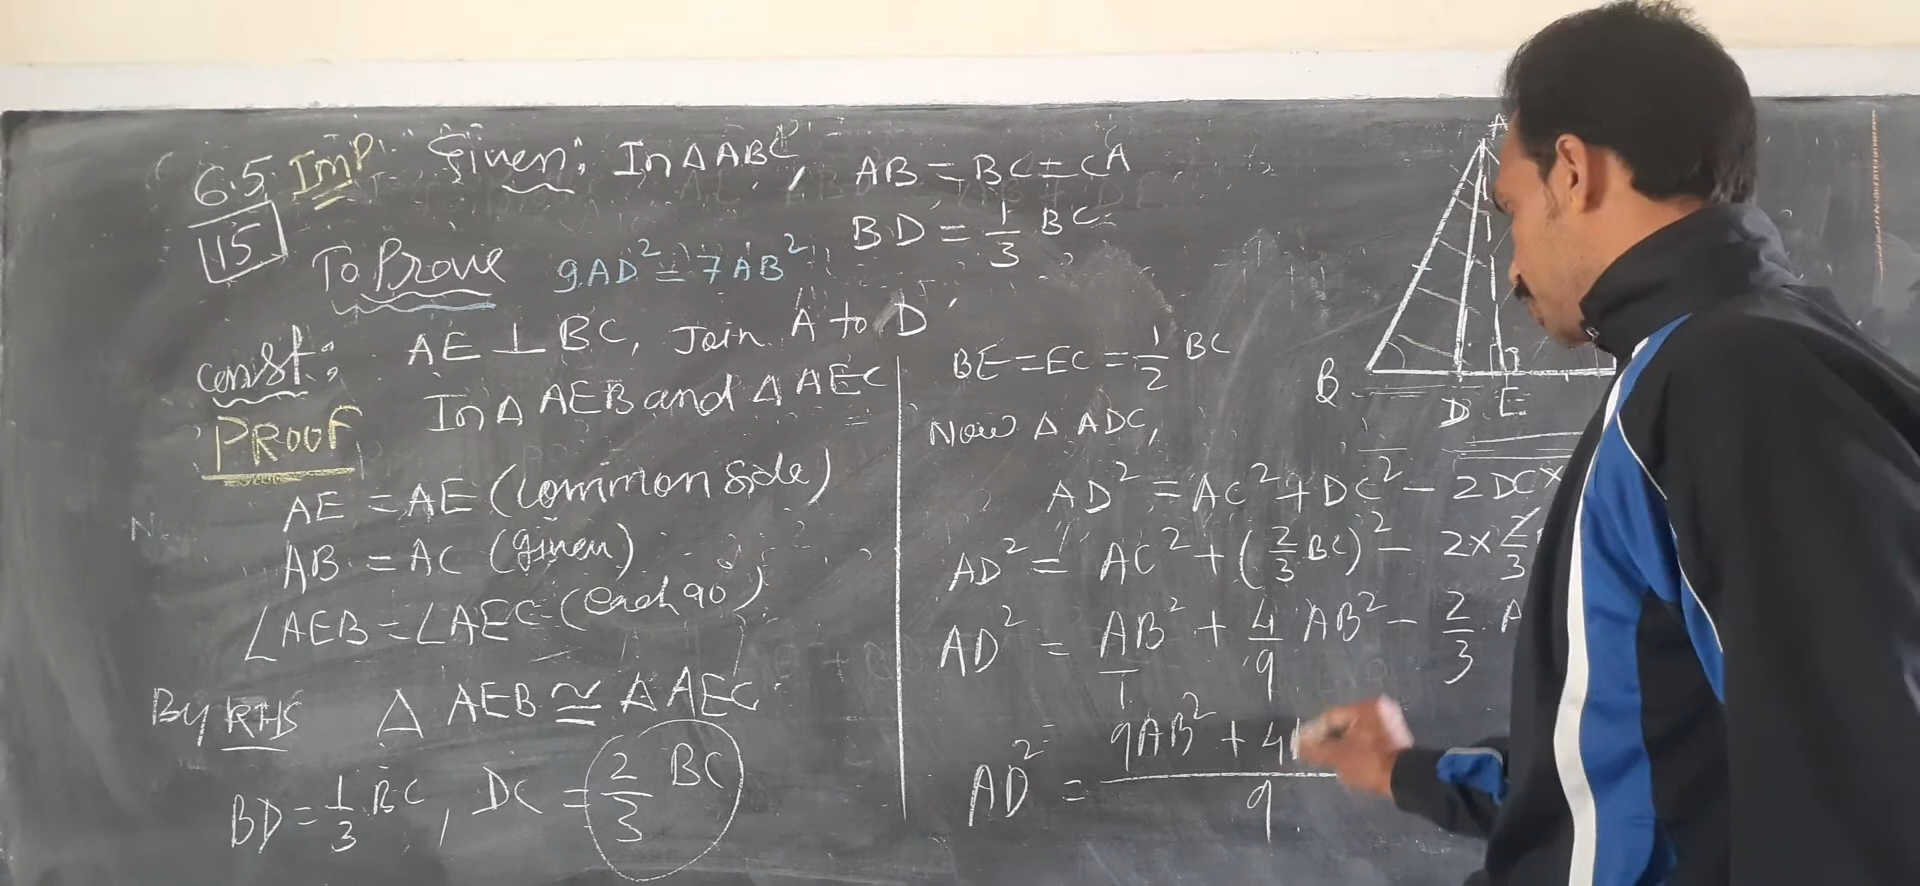 6.5 Imp. Given: In △ ABC, AB = BC = CA
15
BD = 1/3 BC
To Prove 9AD² = 7AB²
const: AE ⊥ BC, Join A to D
PROOF In △ AEB and △ AEC
AE = AE (common side)
AB = AC (given)
∠AEB = ∠AEC (each 90°)
By RHS △ AEB ≅ △ AEC
BD = 1/3 BC, DC = 2/3 BC
BE = EC = 1/2 BC
Now △ ADC,
AD² = AC² + DC² - 2DC×
AD² = AC² + (2/3 BC)² - 2× 2/3
AD² = AB²/1 + 4/9 AB² - 2/3 A
AD² = 9AB² + 4 / 9
A
B
D E